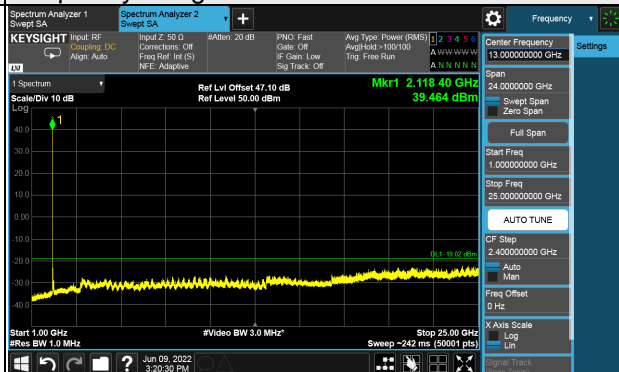 Spectrum Analyzer 1
Swept SA
Spectrum Analyzer 2
Swept SA
Frequency
KEYSIGHT
Input: RF
Coupling: DC
Align: Auto
Input Z: 50 Ω
Corrections: Off
Freq Ref: Int (S)
NFE: Adaptive
#Atten: 20 dB
PNO: Fast
Gate: Off
IF Gain: Low
Sig Track: Off
Avg Type: Power (RMS)
Avg|Hold:>100/100
Trig: Free Run
1 2 3 4 5 6
A W W W W W
A N N N N N
LXI
1 Spectrum
Scale/Div 10 dB
Log
Ref Lvl Offset 47.10 dB
Ref Level 50.00 dBm
Mkr1 2.118 40 GHz
39.464 dBm
1
40.0
30.0
20.0
10.0
0.00
-10.0
-20.0
-30.0
-40.0
DL1 -19.02 dBm
Start 1.00 GHz
#Res BW 1.0 MHz
#Video BW 3.0 MHz*
Stop 25.00 GHz
Sweep ~242 ms (50001 pts)
Jun 09, 2022
3:20:30 PM
Center Frequency
13.000000000 GHz
Settings
Span
24.0000000 GHz
Swept Span
Zero Span
Full Span
Start Freq
1.000000000 GHz
Stop Freq
25.000000000 GHz
AUTO TUNE
CF Step
2.400000000 GHz
Auto
Man
Freq Offset
0 Hz
X Axis Scale
Log
Lin
Signal Track